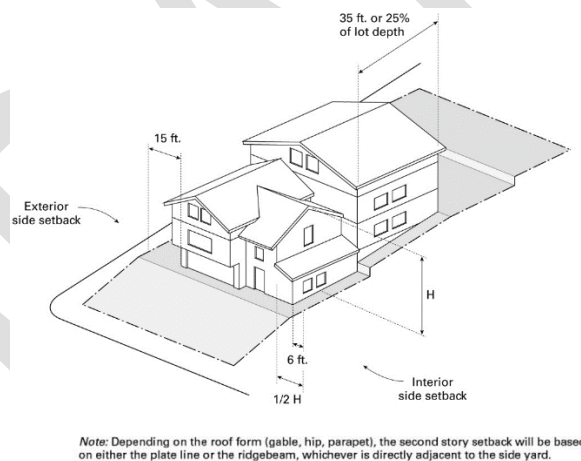 35 ft. or 25%
of lot depth
15 ft.
Exterior
side setback
H
6 ft.
1/2 H
Interior
side setback
Note: Depending on the roof form (gable, hip, parapet), the second story setback will be based
on either the plate line or the ridgebeam, whichever is directly adjacent to the side yard.